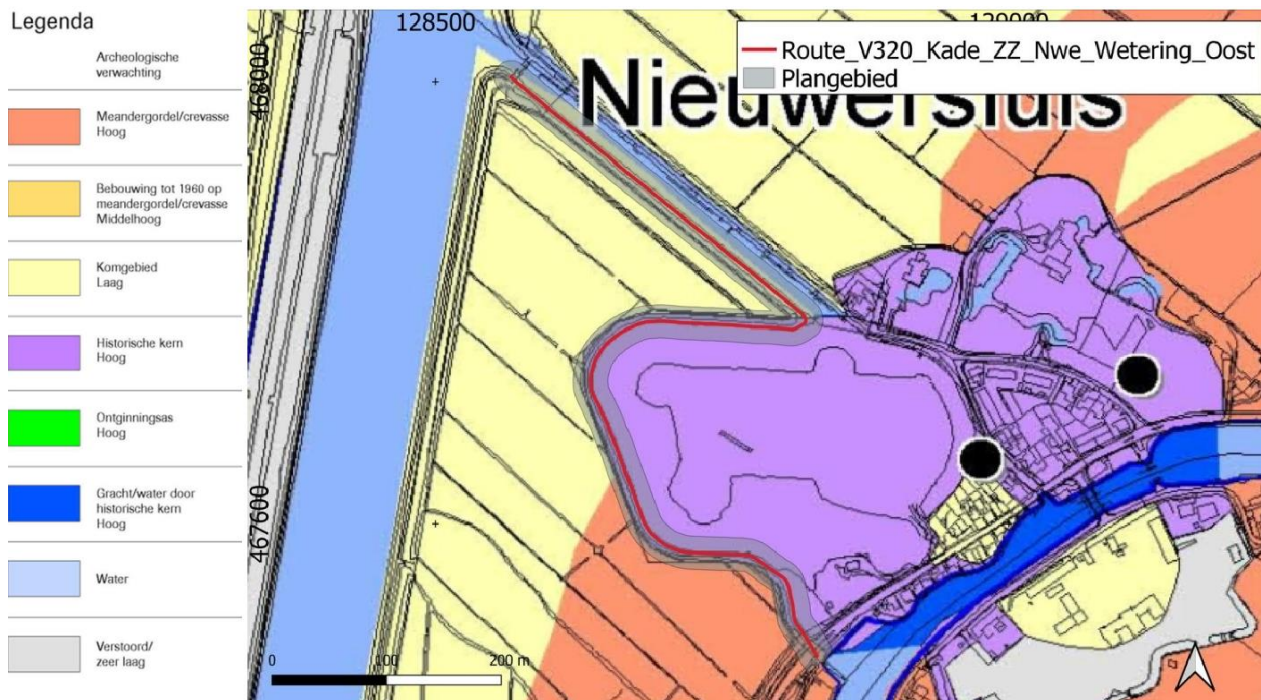 Legenda
Archeologische
verwachting
Meandergordel/crevasse
Hoog
Bebouwing tot 1960 op
meandergordel/crevasse
Middelhoog
Komgebied
Laag
Historische kern
Hoog
Ontginningsas
Hoog
Gracht/water door
historische kern
Hoog
Water
Verstoord/
zeer laag
128500
129000
Route_V320_Kade_ZZ_Nwe_Wetering_Oost
Plangebied
468000
Nieuwersluis
467600
0
100
200 m